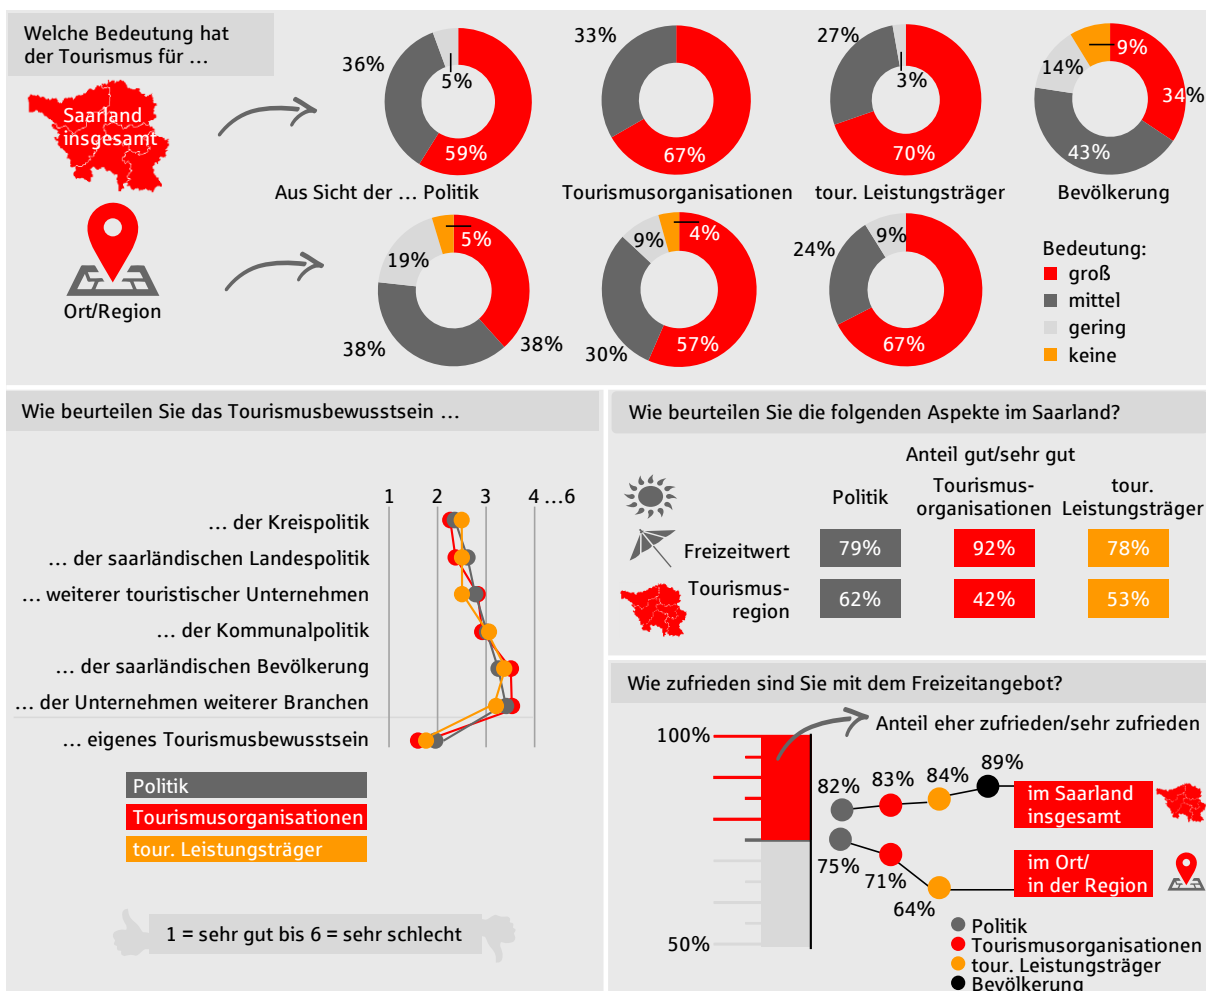 Welche Bedeutung hat
der Tourismus für ...
Saarland
insgesamt
36%
5%
59%
33%
67%
27%
3%
70%
9%
14%
34%
43%
Aus Sicht der ... Politik
Tourismusorganisationen
tour. Leistungsträger
Bevölkerung
Ort/Region
5%
19%
38%
38%
4%
9%
30%
57%
24%
9%
67%
Bedeutung:
groß
mittel
gering
keine
Wie beurteilen Sie das Tourismusbewusstsein ...
1 2 3 4 ...6
... der Kreispolitik
... der saarländischen Landespolitik
... weiterer touristischer Unternehmen
... der Kommunalpolitik
... der saarländischen Bevölkerung
... der Unternehmen weiterer Branchen
... eigenes Tourismusbewusstsein
Politik
Tourismusorganisationen
tour. Leistungsträger
1 = sehr gut bis 6 = sehr schlecht
Wie beurteilen Sie die folgenden Aspekte im Saarland?
Anteil gut/sehr gut
Politik
Tourismus-
organisationen
tour.
Leistungsträger
Freizeitwert
79% 92% 78%
Tourismus-
region
62% 42% 53%
Wie zufrieden sind Sie mit dem Freizeitangebot?
Anteil eher zufrieden/sehr zufrieden
100%
50%
82%
83%
84%
89%
im Saarland
insgesamt
75%
71%
64%
im Ort/
in der Region
Politik
Tourismusorganisationen
tour. Leistungsträger
Bevölkerung